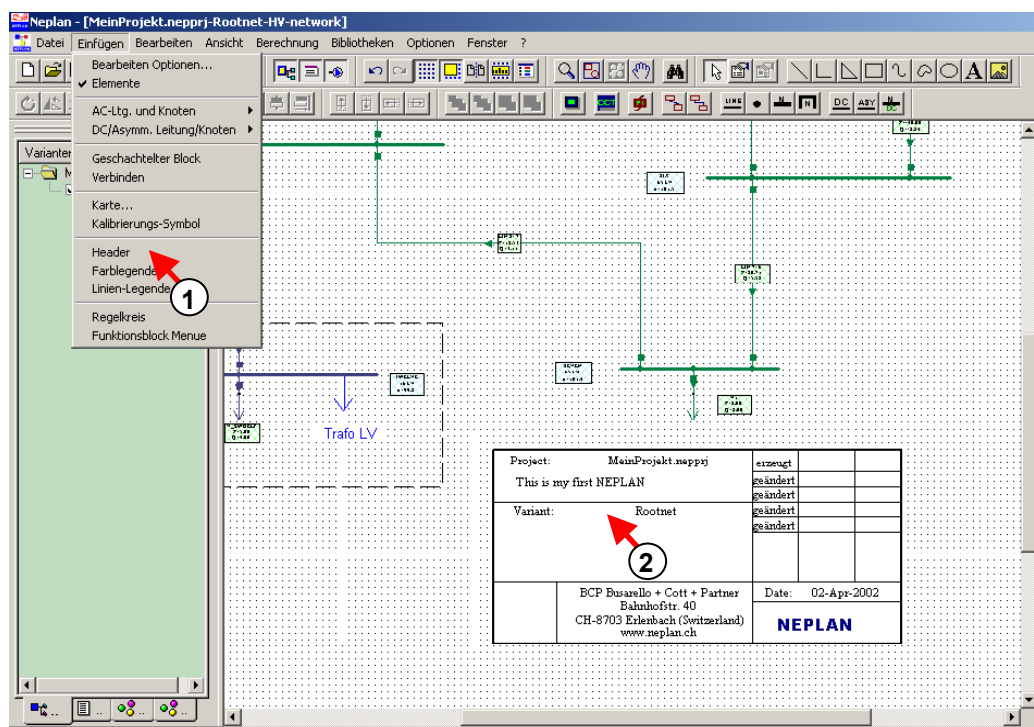 Neplan - [MeinProjekt.nepprj-Rootnet-HV-network]
Datei Einfügen Bearbeiten Ansicht Berechnung Bibliotheken Optionen Fenster ?
Bearbeiten Optionen...
Elemente
AC-Ltg. und Knoten
DC/Asymm. Leitung/Knoten
Geschachtelter Block
Verbinden
Karte...
Kalibrierungs-Symbol
Header
Farblegende
Linien-Legende
Regelkreis
Funktionsblock Menue
1
A
CCT
LINE
N
DC
ASY
DC
Varianten
Trafo LV
Project: MeinProjekt.nepprj
This is my first NEPLAN
Variant: Rootnet
erzeugt
geändert
geändert
geändert
geändert
2
BCP Busarello + Cott + Partner
Bahnhofstr. 40
CH-8703 Erlenbach (Switzerland)
www.neplan.ch
Date: 02-Apr-2002
NEPLAN